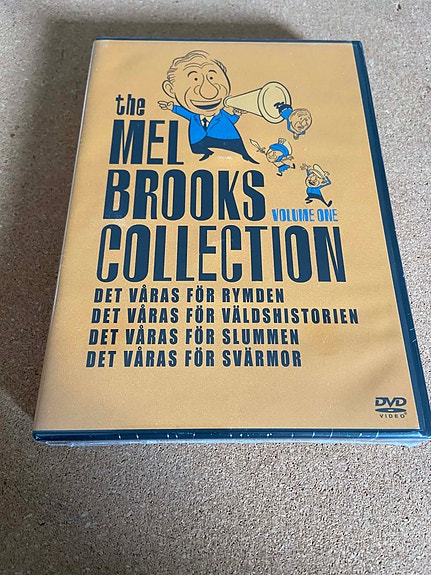 the
MEL
BROOKS
VOLUME ONE
COLLECTION
DET VÅRAS FÖR RYMDEN
DET VÅRAS FÖR VÄLDSHISTORIEN
DET VÅRAS FÖR SLUMMEN
DET VÅRAS FÖR SVÄRMOR
DVD
VIDEO